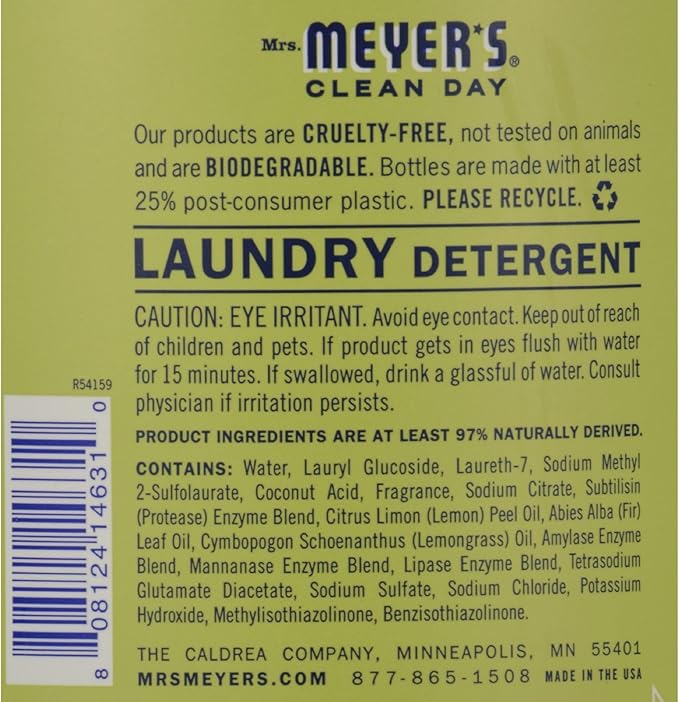 Mrs. MEYER'S®
CLEAN DAY
Our products are CRUELTY-FREE, not tested on animals
and are BIODEGRADABLE. Bottles are made with at least
25% post-consumer plastic. PLEASE RECYCLE.
LAUNDRY DETERGENT
CAUTION: EYE IRRITANT. Avoid eye contact. Keep out of reach
of children and pets. If product gets in eyes flush with water
for 15 minutes. If swallowed, drink a glassful of water. Consult
physician if irritation persists.
PRODUCT INGREDIENTS ARE AT LEAST 97% NATURALLY DERIVED.
CONTAINS: Water, Lauryl Glucoside, Laureth-7, Sodium Methyl
2-Sulfolaurate, Coconut Acid, Fragrance, Sodium Citrate, Subtilisin
(Protease) Enzyme Blend, Citrus Limon (Lemon) Peel Oil, Abies Alba (Fir)
Leaf Oil, Cymbopogon Schoenanthus (Lemongrass) Oil, Amylase Enzyme
Blend, Mannanase Enzyme Blend, Lipase Enzyme Blend, Tetrasodium
Glutamate Diacetate, Sodium Sulfate, Sodium Chloride, Potassium
Hydroxide, Methylisothiazolinone, Benzisothiazolinone.
THE CALDREA COMPANY, MINNEAPOLIS, MN 55401
MRSMEYERS.COM 877-865-1508 MADE IN THE USA
R54159
8 08124 14631 0